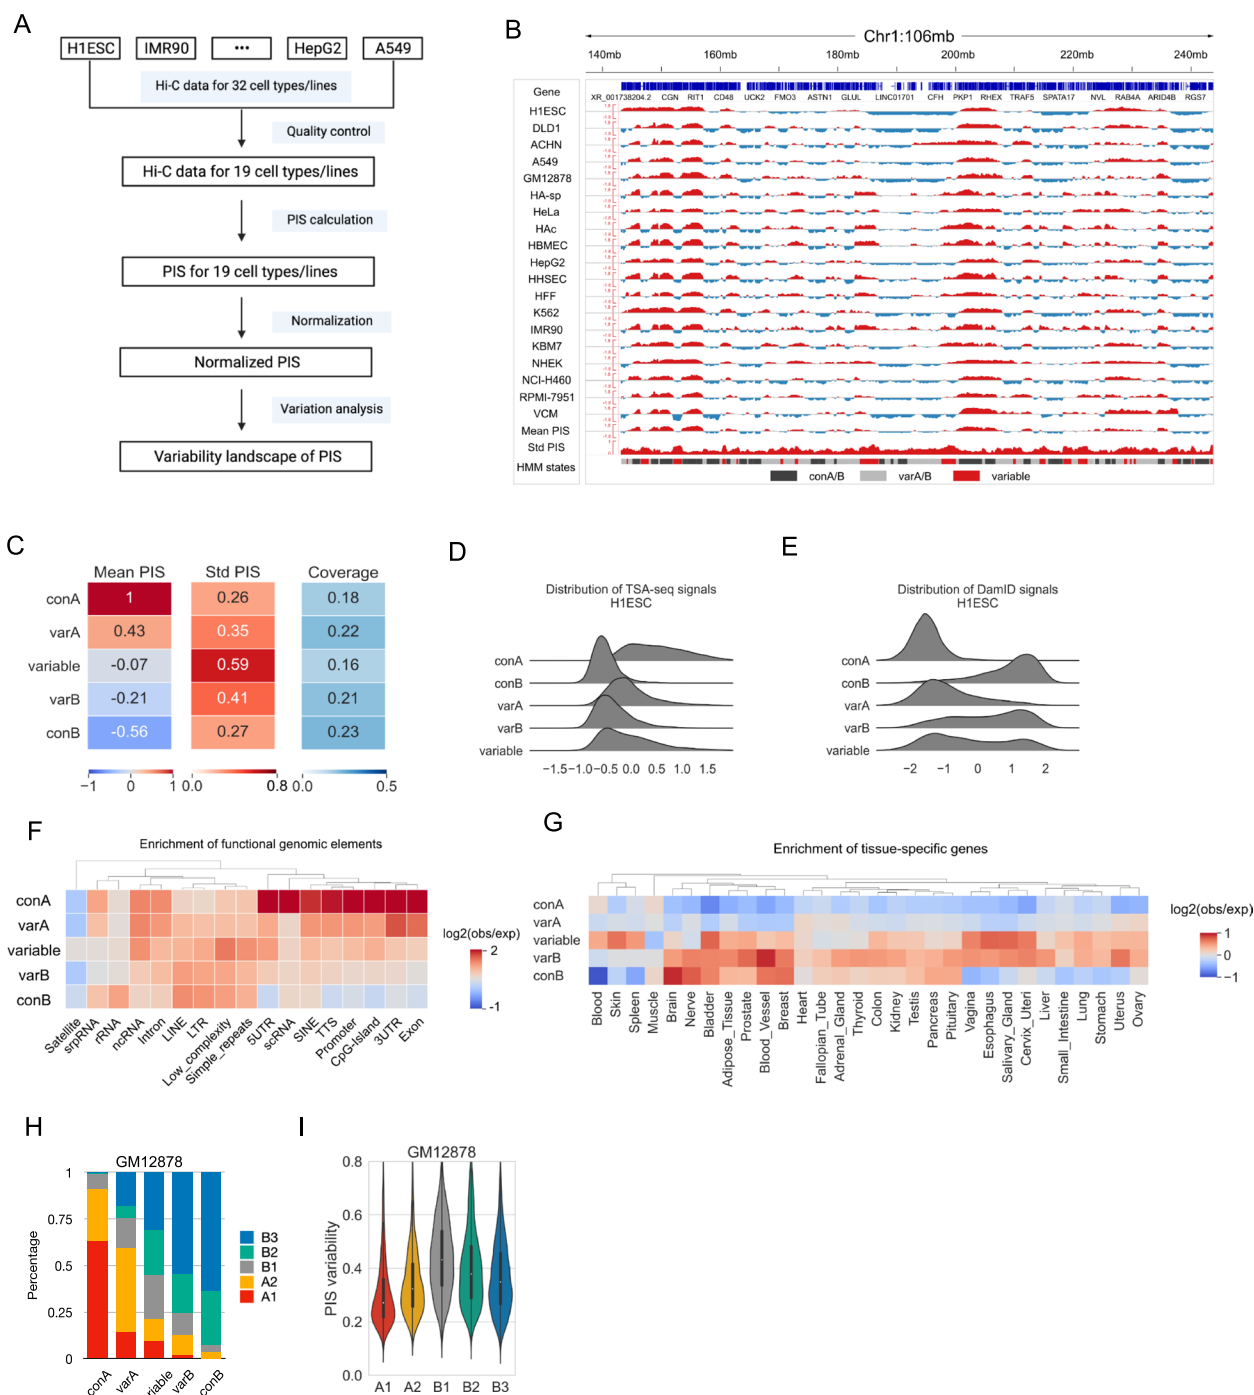 A
H1ESC IMR90 ••• HepG2 A549
Hi-C data for 32 cell types/lines
Quality control
Hi-C data for 19 cell types/lines
PIS calculation
PIS for 19 cell types/lines
Normalization
Normalized PIS
Variation analysis
Variability landscape of PIS
B
Chr1:106mb
140mb 160mb 180mb 200mb 220mb 240mb
Gene
XR_001738204.2 CGN RIT1 CD48 UCK2 FMO3 ASTN1 GLUL LINC01701 CFH PKP1 RHEX TRAF5 SPATA17 NVL RAB4A ARID4B RGS7
H1ESC
DLD1
ACHN
A549
GM12878
HA-sp
HeLa
HAc
HBMEC
HepG2
HHSEC
HFF
K562
IMR90
KBM7
NHEK
NCI-H460
RPMI-7951
VCM
Mean PIS
Std PIS
HMM states
conA/B varA/B variable
C
Mean PIS Std PIS Coverage
conA 1 0.26 0.18
varA 0.43 0.35 0.22
variable -0.07 0.59 0.16
varB -0.21 0.41 0.21
conB -0.56 0.27 0.23
−1 0 1 0.0 0.8 0.0 0.5
D
Distribution of TSA-seq signals
H1ESC
conA
conB
varA
varB
variable
−1.5 −1.0 −0.5 0.0 0.5 1.0 1.5
E
Distribution of DamID signals
H1ESC
conA
conB
varA
varB
variable
−2 −1 0 1 2
F
Enrichment of functional genomic elements
conA
varA
variable
varB
conB
log2(obs/exp)
2
-1
Satellite srpRNA rRNA ncRNA Intron LINE LTR Low_complexity Simple_repeats 5UTR scRNA SINE TTS Promoter CpG-Island 3UTR Exon
G
Enrichment of tissue-specific genes
conA
varA
variable
varB
conB
log2(obs/exp)
1
0
−1
Blood Skin Spleen Muscle Brain Nerve Bladder Adipose_Tissue Prostate Blood_Vessel Breast Heart Fallopian_Tube Adrenal_Gland Thyroid Colon Kidney Testis Pancreas Pituitary Vagina Esophagus Salivary_Gland Cervix_Uteri Liver Small_Intestine Lung Stomach Uterus Ovary
H
GM12878
Percentage
1
0.75
0.5
0.25
0
conA varA riable varB conB
B3
B2
B1
A2
A1
I
GM12878
PIS variability
0.8
0.6
0.4
0.2
0.0
A1 A2 B1 B2 B3